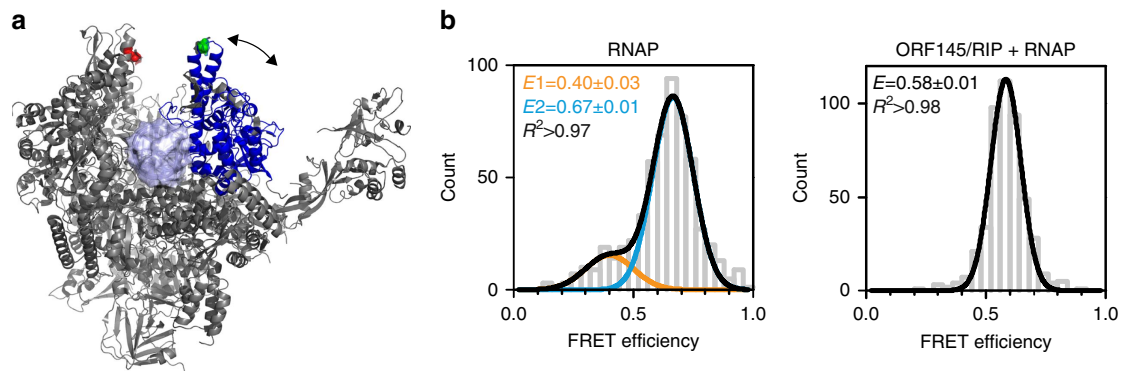 a
b
RNAP
100
50
0
Count
E1=0.40±0.03
E2=0.67±0.01
R²>0.97
0.0
0.5
1.0
FRET efficiency
ORF145/RIP + RNAP
100
50
0
Count
E=0.58±0.01
R²>0.98
0.0
0.5
1.0
FRET efficiency